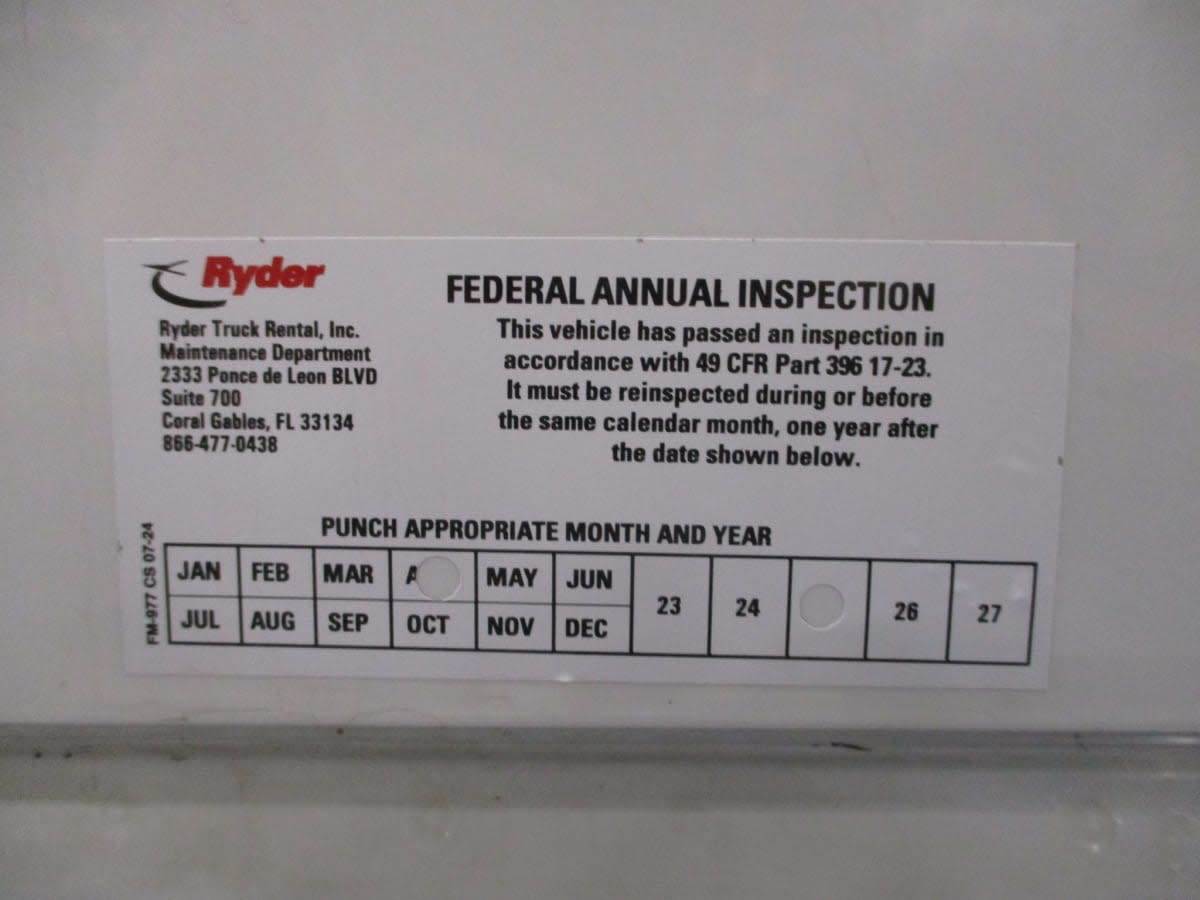 Ryder
Ryder Truck Rental, Inc.
Maintenance Department
2333 Ponce de Leon BLVD
Suite 700
Coral Gables, FL 33134
866-477-0438
FEDERAL ANNUAL INSPECTION
This vehicle has passed an inspection in
accordance with 49 CFR Part 396 17-23.
It must be reinspected during or before
the same calendar month, one year after
the date shown below.
PUNCH APPROPRIATE MONTH AND YEAR
FM-977 CS 07-24
JAN FEB MAR A MAY JUN
JUL AUG SEP OCT NOV DEC
23 24 26 27